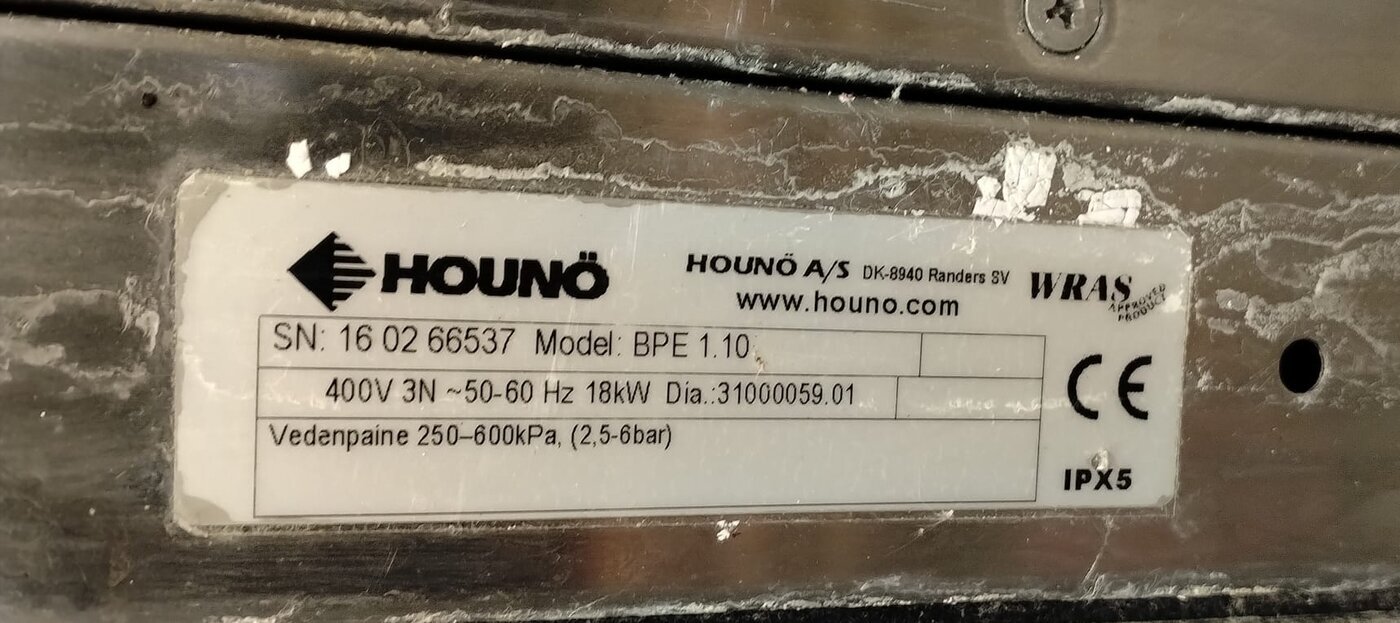 HOUNÖ
HOUNÖ A/S DK-8940 Randers SV
www.houno.com
WRAS
APPROVED
PRODUCT
SN: 16 02 66537 Model: BPE 1.10
400V 3N ~50-60 Hz 18kW Dia.:31000059.01
Vedenpaine 250–600kPa, (2,5-6bar)
CE
IPX5